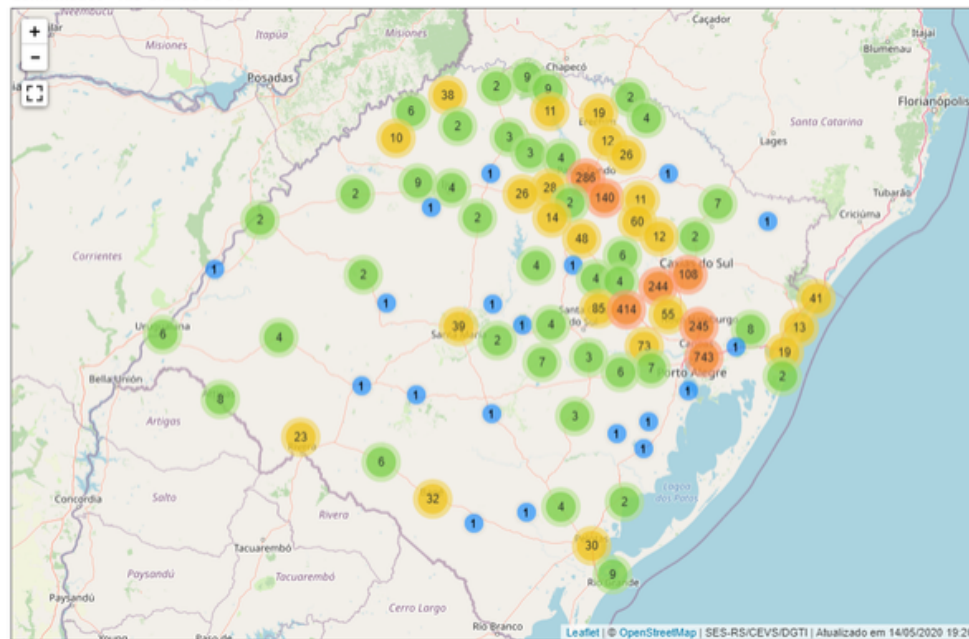 Neembucú
Misiones
Itapúa
Misiones
Caçador
Itajaí
Blumenau
Chapecó
Posadas
Florianópolis
Santa Catarina
Lages
Tubarão
Criciúma
+
−
2
9
9
38
11
2
19
4
6
2
10
12
3
26
3
4
1
286
1
9
4
28
26
140
2
2
11
7
1
2
14
60
2
1
48
12
2
Corrientes
6
Caxias do Sul
1
4
1
108
2
4
4
244
41
1
1
85
414
55
39
1
4
245
13
8
6
4
2
73
1
743
19
3
7
7
6
Porto Alegre
2
Bella Unión
1
1
1
8
1
3
1
Artigas
1
23
1
6
Concordia
Salto
32
Lagoa
dos Patos
2
4
Rivera
1
1
30
Tacuarembó
9
Rio Grande
Paysandú
Tacuarembó
Paysandú
Cerro Largo
Río Branco
Leaflet | © OpenStreetMap | SES-RS/CEVS/DGTI | Atualizado em 14/05/2020 19:2